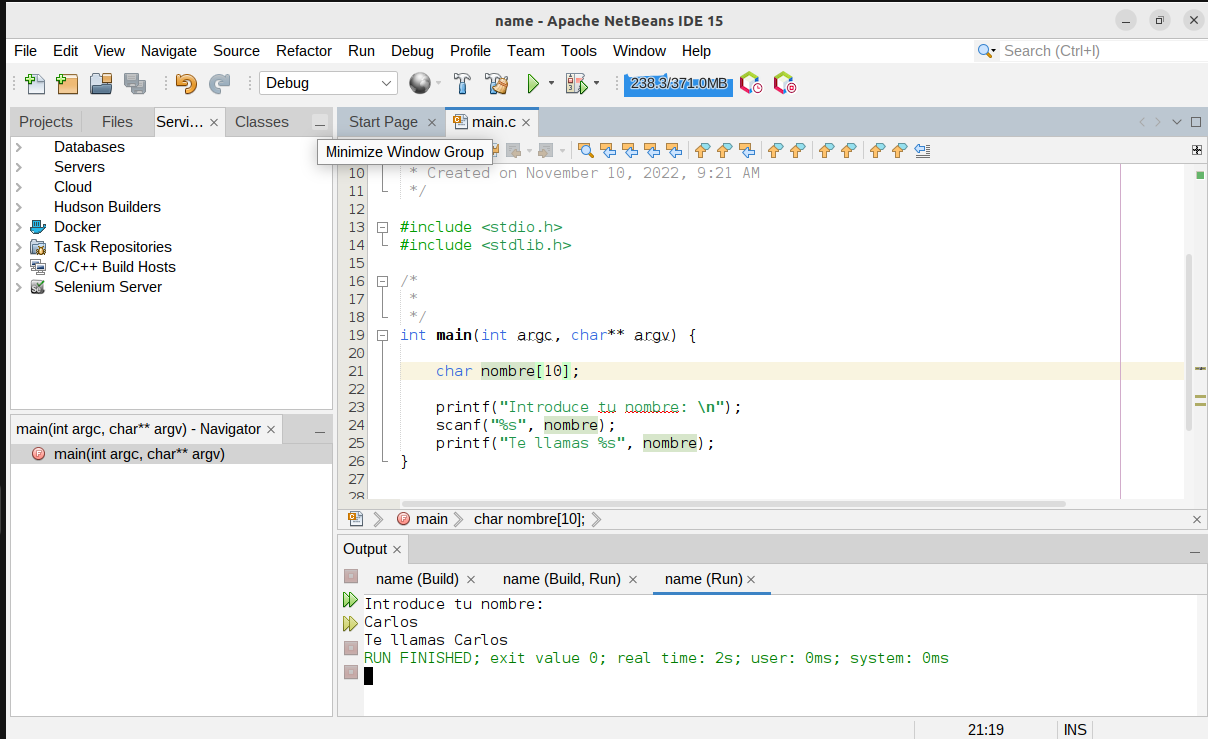 name - Apache NetBeans IDE 15
File Edit View Navigate Source Refactor Run Debug Profile Team Tools Window Help Search (Ctrl+I)
Debug 238.3/371.0MB
Projects Files Servi... × Classes
Start Page × main.c ×
Minimize Window Group
Databases
Servers
Cloud
Hudson Builders
Docker
Task Repositories
C/C++ Build Hosts
Selenium Server
main(int argc, char** argv) - Navigator ×
main(int argc, char** argv)
10 * Created on November 10, 2022, 9:21 AM
11 */
12
13 #include <stdio.h>
14 #include <stdlib.h>
15
16 /*
17 *
18 */
19 int main(int argc, char** argv) {
20
21 char nombre[10];
22
23 printf("Introduce tu nombre: \n");
24 scanf("%s", nombre);
25 printf("Te llamas %s", nombre);
26 }
27
28
main char nombre[10];
Output ×
name (Build) × name (Build, Run) × name (Run) ×
Introduce tu nombre:
Carlos
Te llamas Carlos
RUN FINISHED; exit value 0; real time: 2s; user: 0ms; system: 0ms
21:19 INS